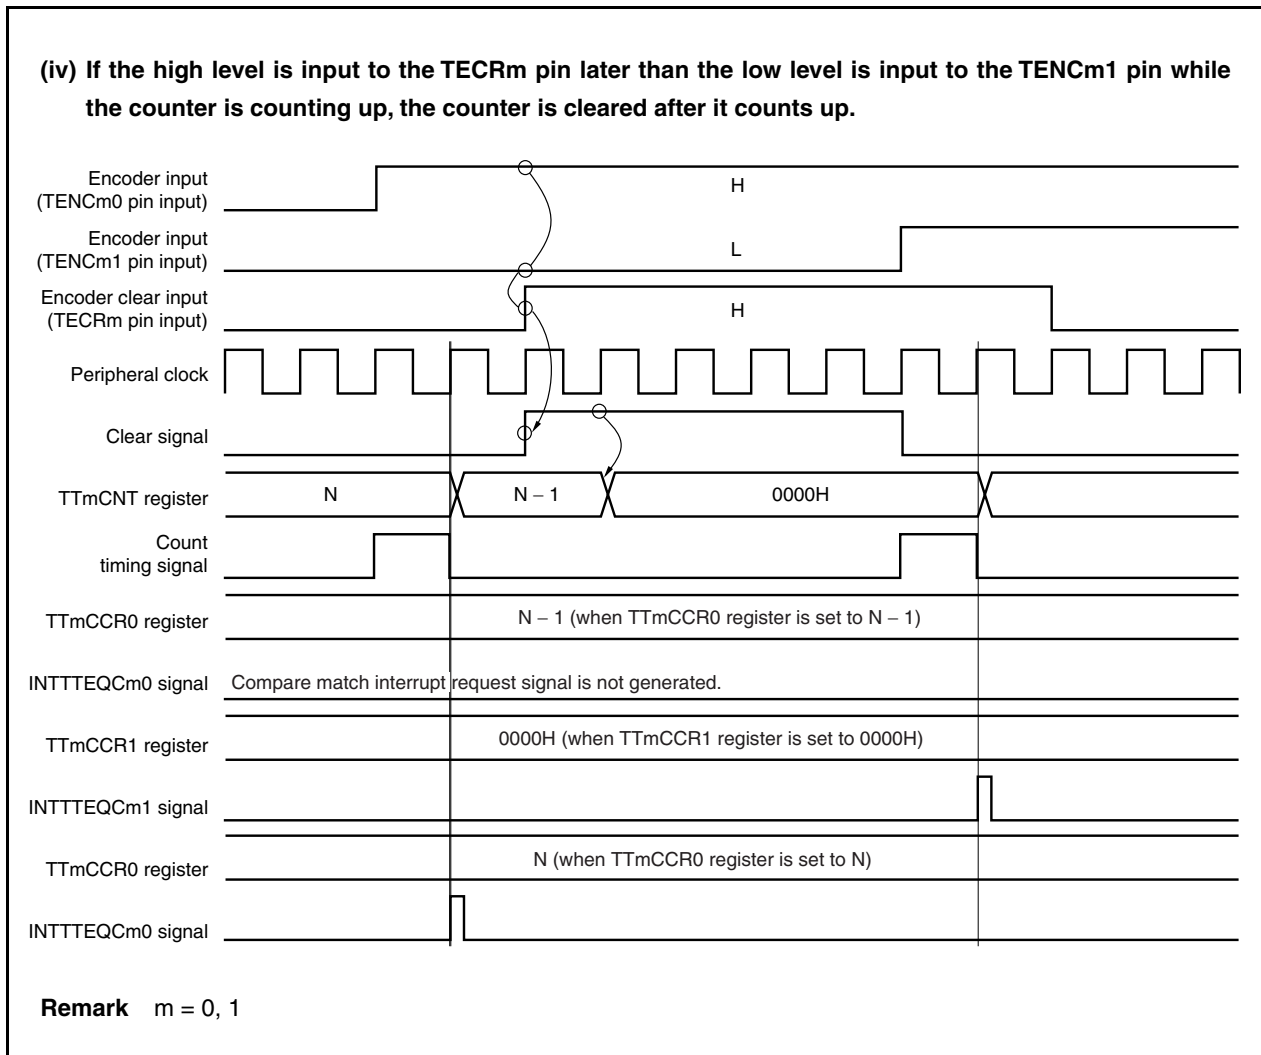 (iv) If the high level is input to the TECRm pin later than the low level is input to the TENCm1 pin while
the counter is counting up, the counter is cleared after it counts up.
Encoder input
(TENCm0 pin input)
H
Encoder input
(TENCm1 pin input)
L
Encoder clear input
(TECRm pin input)
H
Peripheral clock
Clear signal
TTmCNT register
N
N – 1
0000H
Count
timing signal
TTmCCR0 register
N – 1 (when TTmCCR0 register is set to N – 1)
INTTTEQCm0 signal
Compare match interrupt request signal is not generated.
TTmCCR1 register
0000H (when TTmCCR1 register is set to 0000H)
INTTTEQCm1 signal
TTmCCR0 register
N (when TTmCCR0 register is set to N)
INTTTEQCm0 signal
Remark m = 0, 1